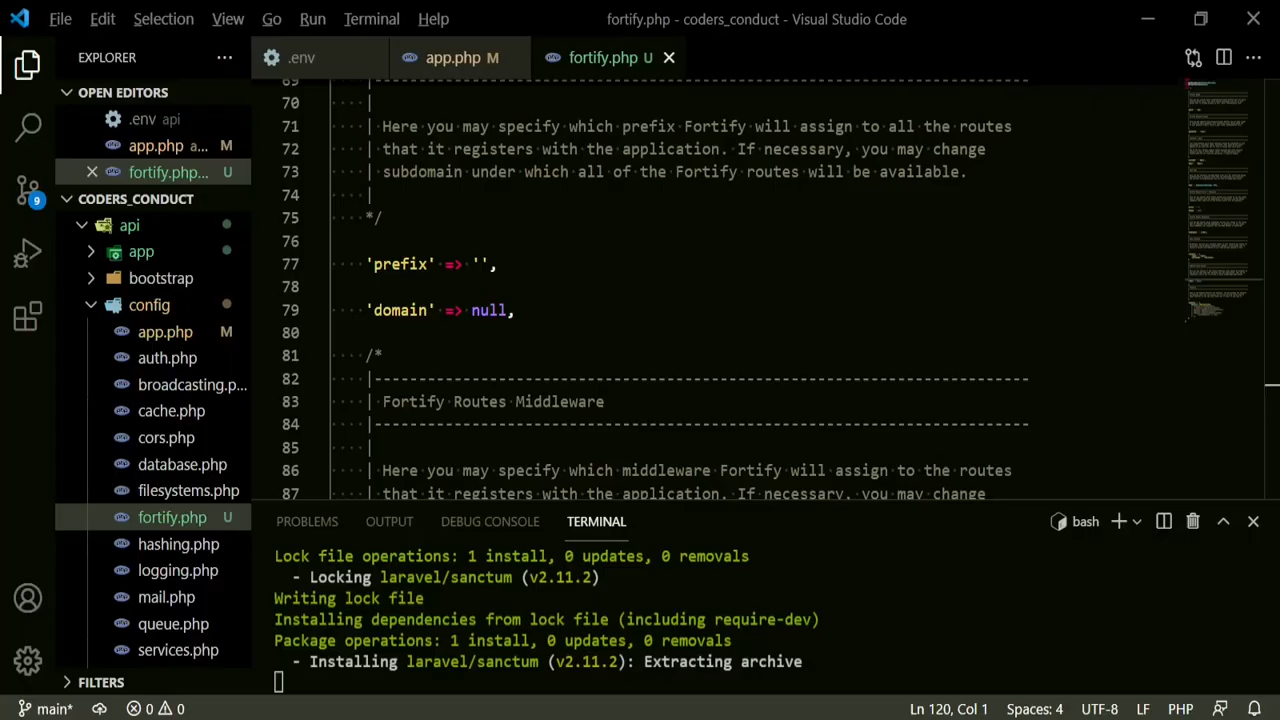 File Edit Selection View Go Run Terminal Help fortify.php - coders_conduct - Visual Studio Code
EXPLORER
OPEN EDITORS
.env api
app.php a... M
fortify.php... U
CODERS_CONDUCT
api
app
bootstrap
config
app.php M
auth.php
broadcasting.p...
cache.php
cors.php
database.php
filesystems.php
fortify.php U
hashing.php
logging.php
mail.php
queue.php
services.php
FILTERS
9
.env app.php M fortify.php U
69 |--------------------------------------------------------------------------
70 |
71 | Here you may specify which prefix Fortify will assign to all the routes
72 | that it registers with the application. If necessary, you may change
73 | subdomain under which all of the Fortify routes will be available.
74 |
75 */
76
77 'prefix' => '',
78
79 'domain' => null,
80
81 /*
82 |--------------------------------------------------------------------------
83 | Fortify Routes Middleware
84 |--------------------------------------------------------------------------
85 |
86 | Here you may specify which middleware Fortify will assign to the routes
87 | that it registers with the application. If necessary, you may change
PROBLEMS OUTPUT DEBUG CONSOLE TERMINAL bash
Lock file operations: 1 install, 0 updates, 0 removals
- Locking laravel/sanctum (v2.11.2)
Writing lock file
Installing dependencies from lock file (including require-dev)
Package operations: 1 install, 0 updates, 0 removals
- Installing laravel/sanctum (v2.11.2): Extracting archive
main* 0 0 Ln 120, Col 1 Spaces: 4 UTF-8 LF PHP